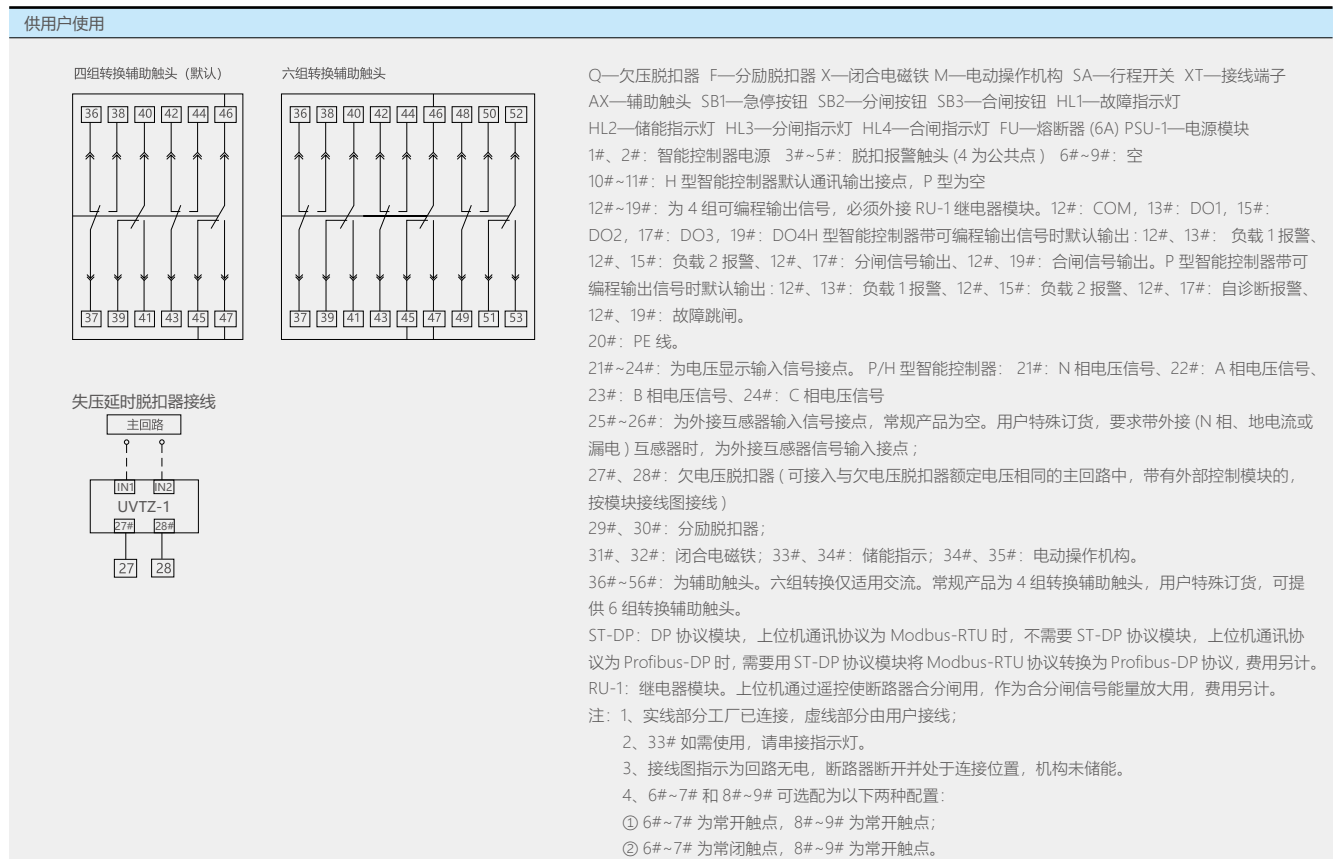 供用户使用
四组转换辅助触头（默认）
36 38 40 42 44 46
37 39 41 43 45 47
六组转换辅助触头
36 38 40 42 44 46 48 50 52
37 39 41 43 45 47 49 51 53
失压延时脱扣器接线
主回路
IN1 IN2
UVTZ-1
27# 28#
27 28
Q—欠压脱扣器 F—分励脱扣器 X—闭合电磁铁 M—电动操作机构 SA—行程开关 XT—接线端子
AX—辅助触头 SB1—急停按钮 SB2—分闸按钮 SB3—合闸按钮 HL1—故障指示灯
HL2—储能指示灯 HL3—分闸指示灯 HL4—合闸指示灯 FU—熔断器 (6A) PSU-1—电源模块
1#、2#：智能控制器电源 3#~5#：脱扣报警触头 (4 为公共点 ) 6#~9#：空
10#~11#：H 型智能控制器默认通讯输出接点，P 型为空
12#~19#：为 4 组可编程输出信号，必须外接 RU-1 继电器模块。12#：COM，13#：DO1，15#：
DO2，17#：DO3，19#：DO4H 型智能控制器带可编程输出信号时默认输出 : 12#、13#： 负载 1 报警、
12#、15#：负载 2 报警、12#、17#：分闸信号输出、12#、19#：合闸信号输出。P 型智能控制器带可
编程输出信号时默认输出 : 12#、13#：负载 1 报警、12#、15#：负载 2 报警、12#、17#：自诊断报警、
12#、19#：故障跳闸。
20#：PE 线。
21#~24#：为电压显示输入信号接点。 P/H 型智能控制器： 21#：N 相电压信号、22#：A 相电压信号、
23#：B 相电压信号、24#：C 相电压信号
25#~26#：为外接互感器输入信号接点，常规产品为空。用户特殊订货，要求带外接 (N 相、地电流或
漏电 ) 互感器时，为外接互感器信号输入接点 ;
27#、28#：欠电压脱扣器 ( 可接入与欠电压脱扣器额定电压相同的主回路中，带有外部控制模块的，
按模块接线图接线 )
29#、30#：分励脱扣器；
31#、32#：闭合电磁铁；33#、34#：储能指示；34#、35#：电动操作机构。
36#~56#：为辅助触头。六组转换仅适用交流。常规产品为 4 组转换辅助触头，用户特殊订货，可提
供 6 组转换辅助触头。
ST-DP：DP 协议模块，上位机通讯协议为 Modbus-RTU 时，不需要 ST-DP 协议模块，上位机通讯协
议为 Profibus-DP 时，需要用 ST-DP 协议模块将 Modbus-RTU 协议转换为 Profibus-DP 协议，费用另计。
RU-1：继电器模块。上位机通过遥控使断路器合分闸用，作为合分闸信号能量放大用，费用另计。
注：1、实线部分工厂已连接，虚线部分由用户接线；
2、33# 如需使用，请串接指示灯。
3、接线图指示为回路无电，断路器断开并处于连接位置，机构未储能。
4、6#~7# 和 8#~9# 可选配为以下两种配置：
① 6#~7# 为常开触点，8#~9# 为常开触点；
② 6#~7# 为常闭触点，8#~9# 为常开触点。